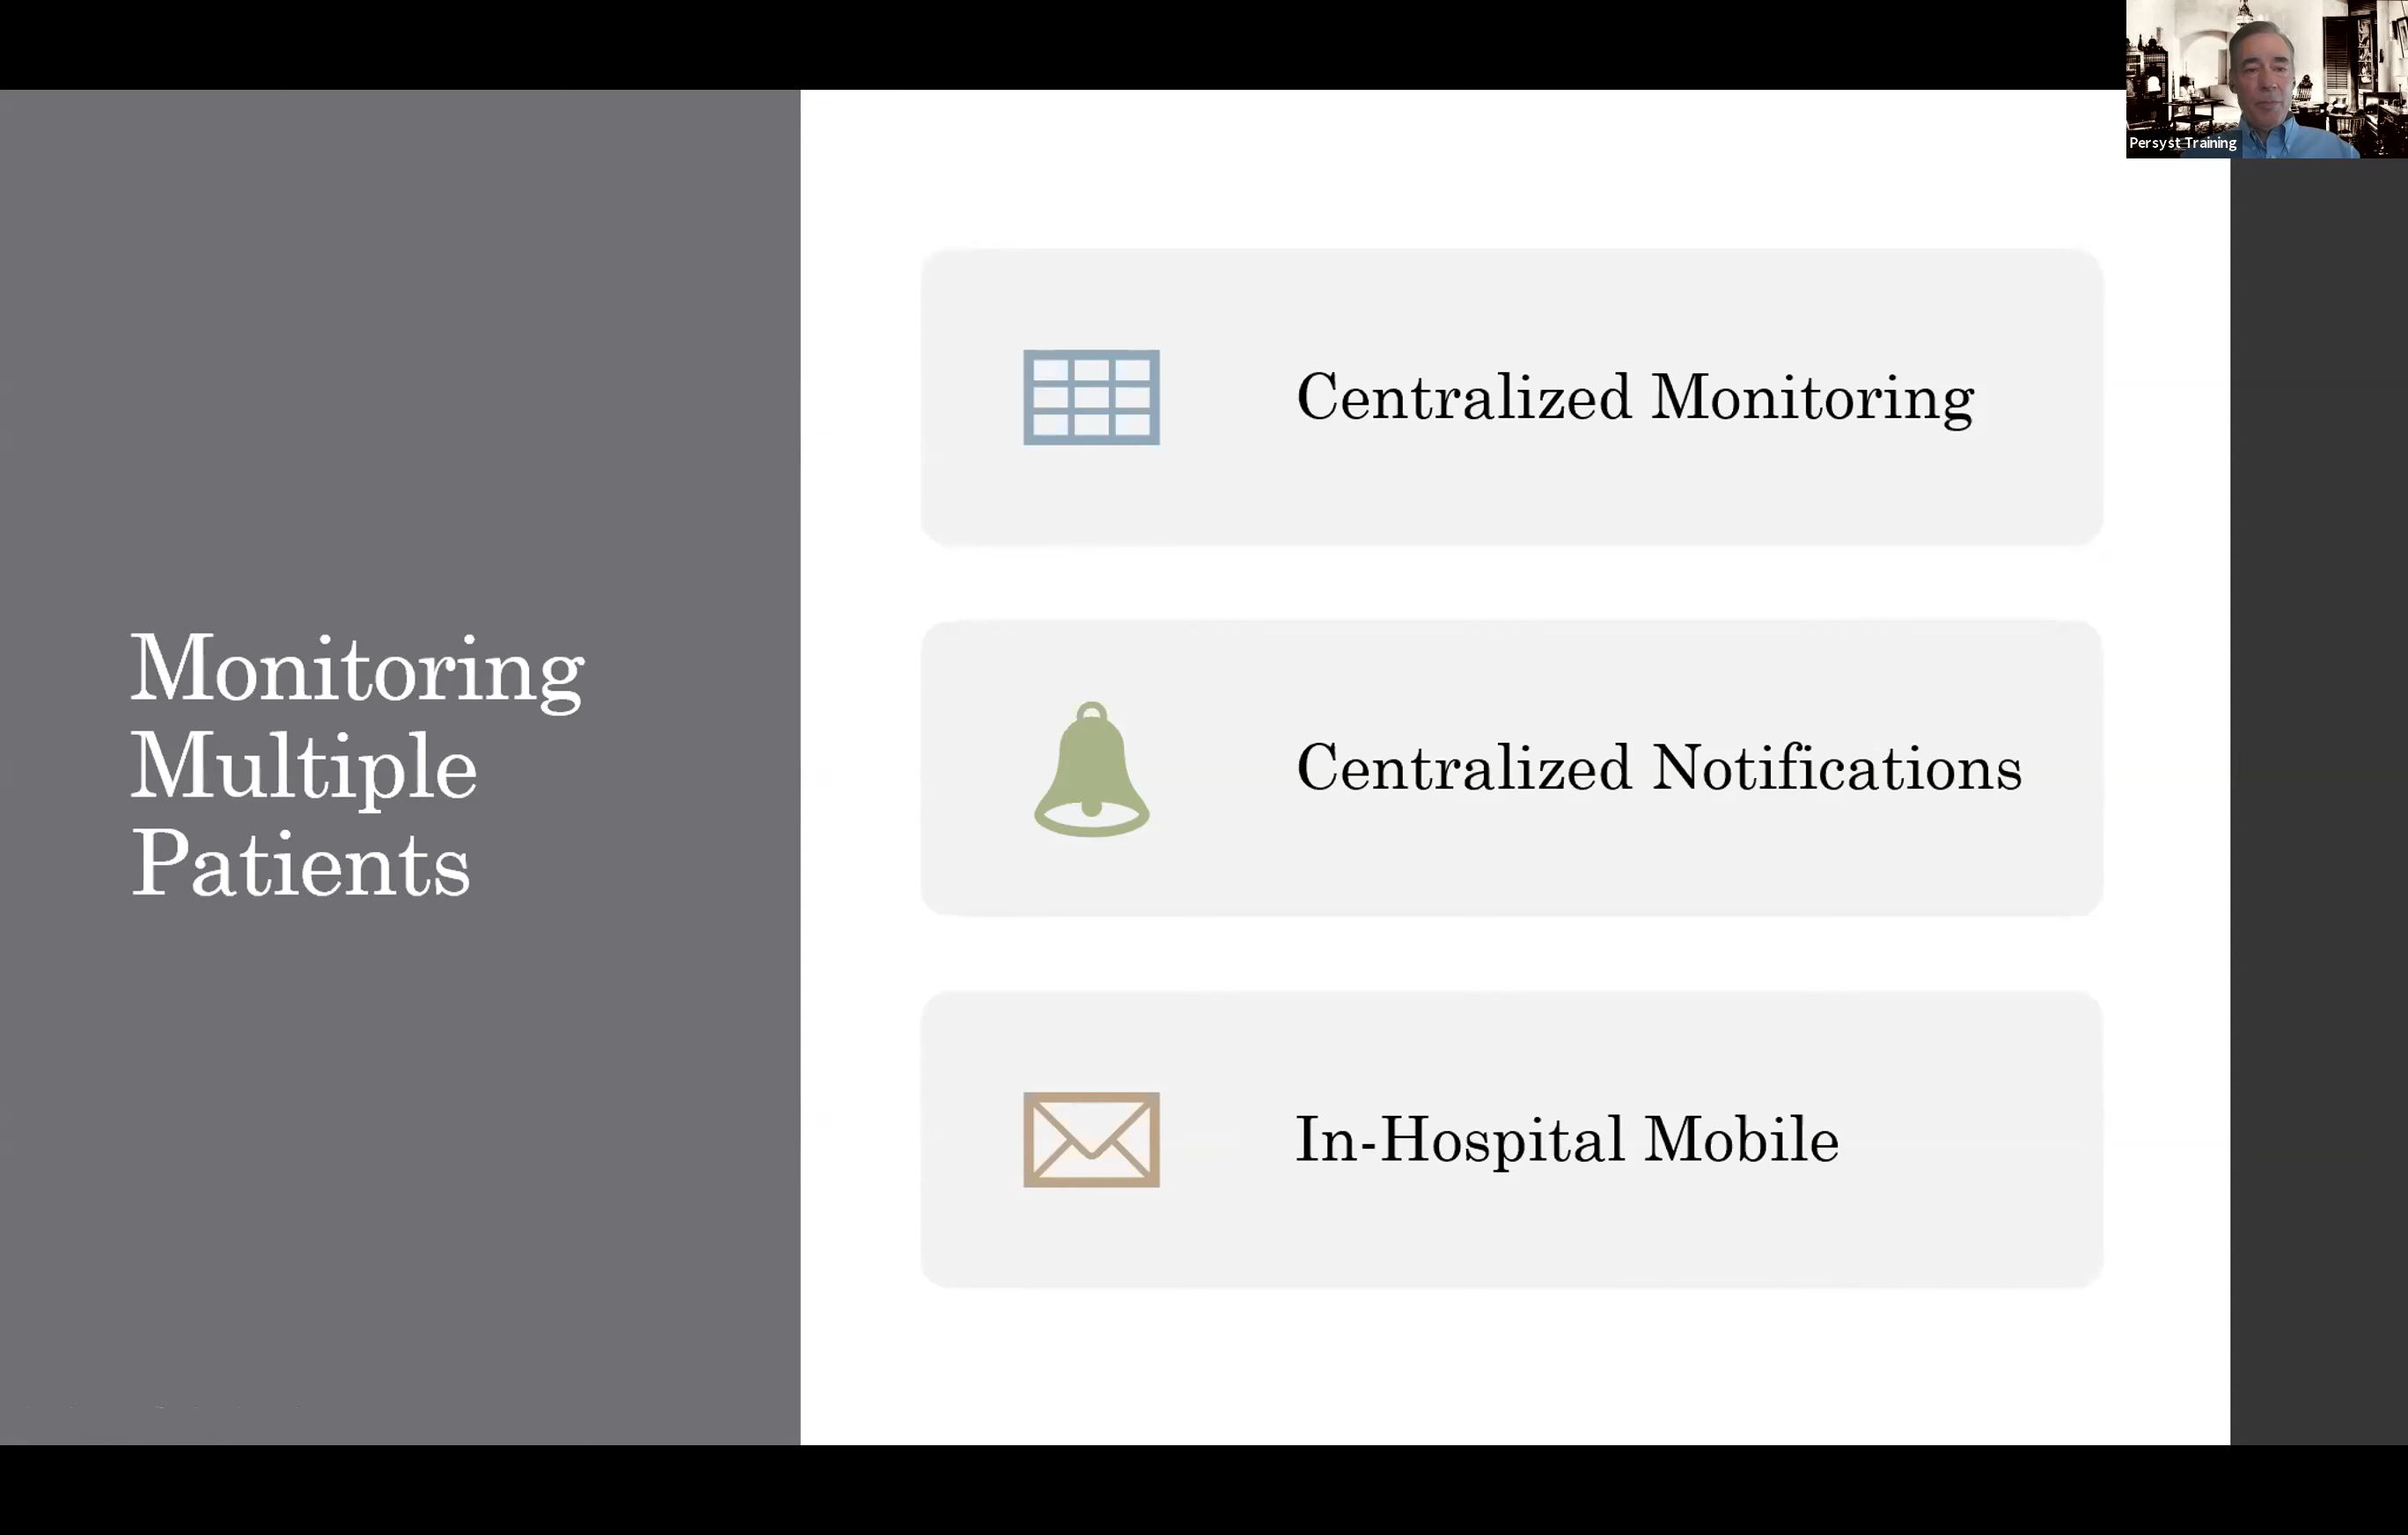 Persyst Training
Monitoring
Multiple
Patients
Centralized Monitoring
Centralized Notifications
In-Hospital Mobile